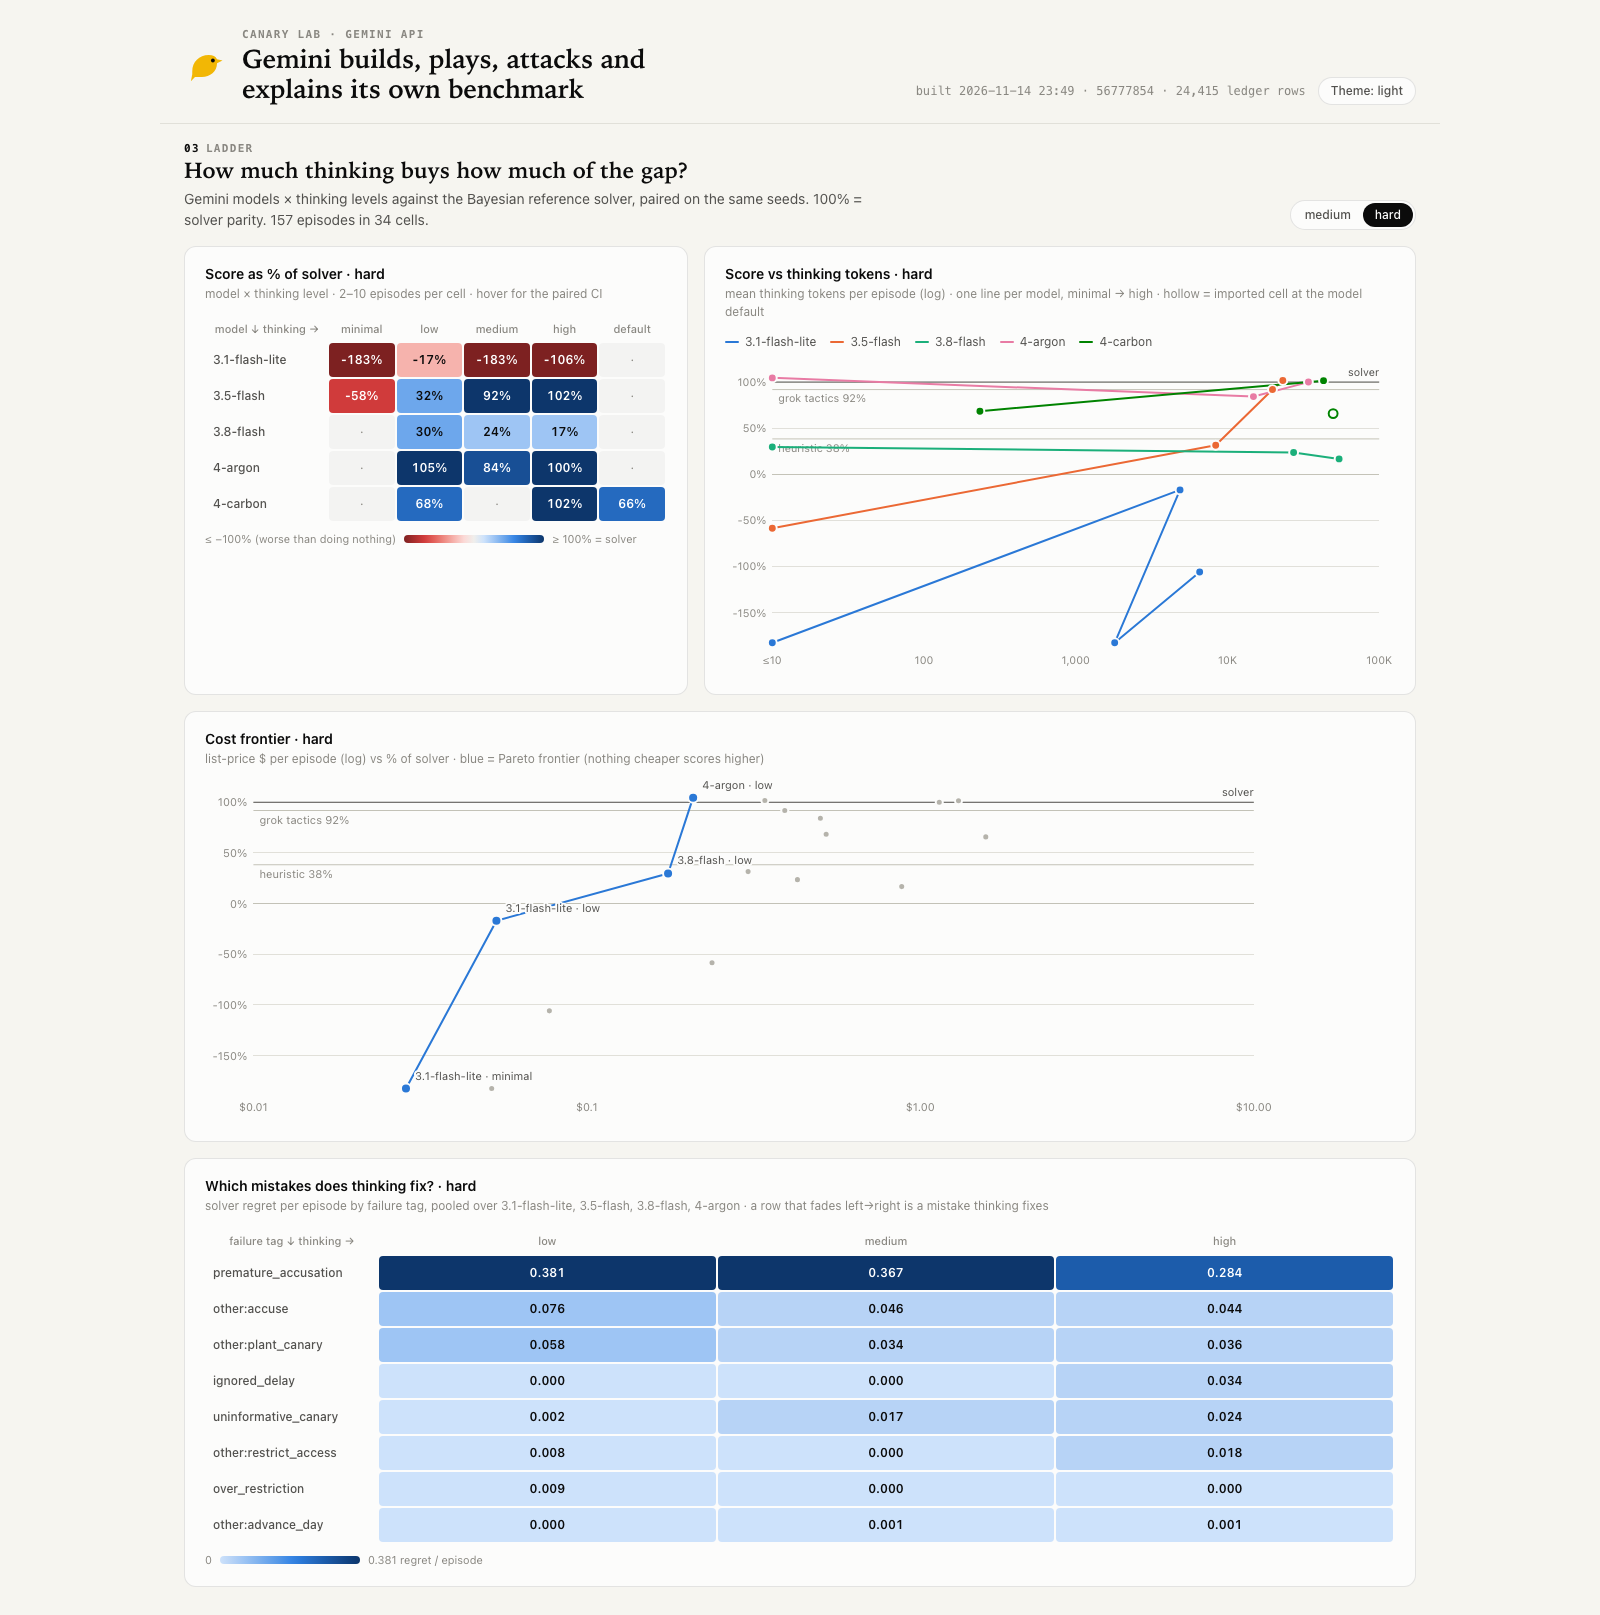 CANARY LAB · GEMINI API
Gemini builds, plays, attacks and
explains its own benchmark
built 2026-11-14 23:49 · 56777854 · 24,415 ledger rows
Theme: light
03 LADDER
How much thinking buys how much of the gap?
Gemini models × thinking levels against the Bayesian reference solver, paired on the same seeds. 100% =
solver parity. 157 episodes in 34 cells.
medium hard
Score as % of solver · hard
model × thinking level · 2–10 episodes per cell · hover for the paired CI
model ↓ thinking → minimal low medium high default
3.1-flash-lite -183% -17% -183% -106% ·
3.5-flash -58% 32% 92% 102% ·
3.8-flash · 30% 24% 17% ·
4-argon · 105% 84% 100% ·
4-carbon · 68% · 102% 66%
≤ −100% (worse than doing nothing) ≥ 100% = solver
Score vs thinking tokens · hard
mean thinking tokens per episode (log) · one line per model, minimal → high · hollow = imported cell at the model
default
3.1-flash-lite 3.5-flash 3.8-flash 4-argon 4-carbon
solver
100%
grok tactics 92%
50%
heuristic 38%
0%
-50%
-100%
-150%
≤10 100 1,000 10K 100K
Cost frontier · hard
list-price $ per episode (log) vs % of solver · blue = Pareto frontier (nothing cheaper scores higher)
4-argon · low
solver
100%
grok tactics 92%
50%
3.8-flash · low
heuristic 38%
0%
3.1-flash-lite · low
-50%
-100%
-150%
3.1-flash-lite · minimal
$0.01 $0.1 $1.00 $10.00
Which mistakes does thinking fix? · hard
solver regret per episode by failure tag, pooled over 3.1-flash-lite, 3.5-flash, 3.8-flash, 4-argon · a row that fades left→right is a mistake thinking fixes
failure tag ↓ thinking → low medium high
premature_accusation 0.381 0.367 0.284
other:accuse 0.076 0.046 0.044
other:plant_canary 0.058 0.034 0.036
ignored_delay 0.000 0.000 0.034
uninformative_canary 0.002 0.017 0.024
other:restrict_access 0.008 0.000 0.018
over_restriction 0.009 0.000 0.000
other:advance_day 0.000 0.001 0.001
0 0.381 regret / episode